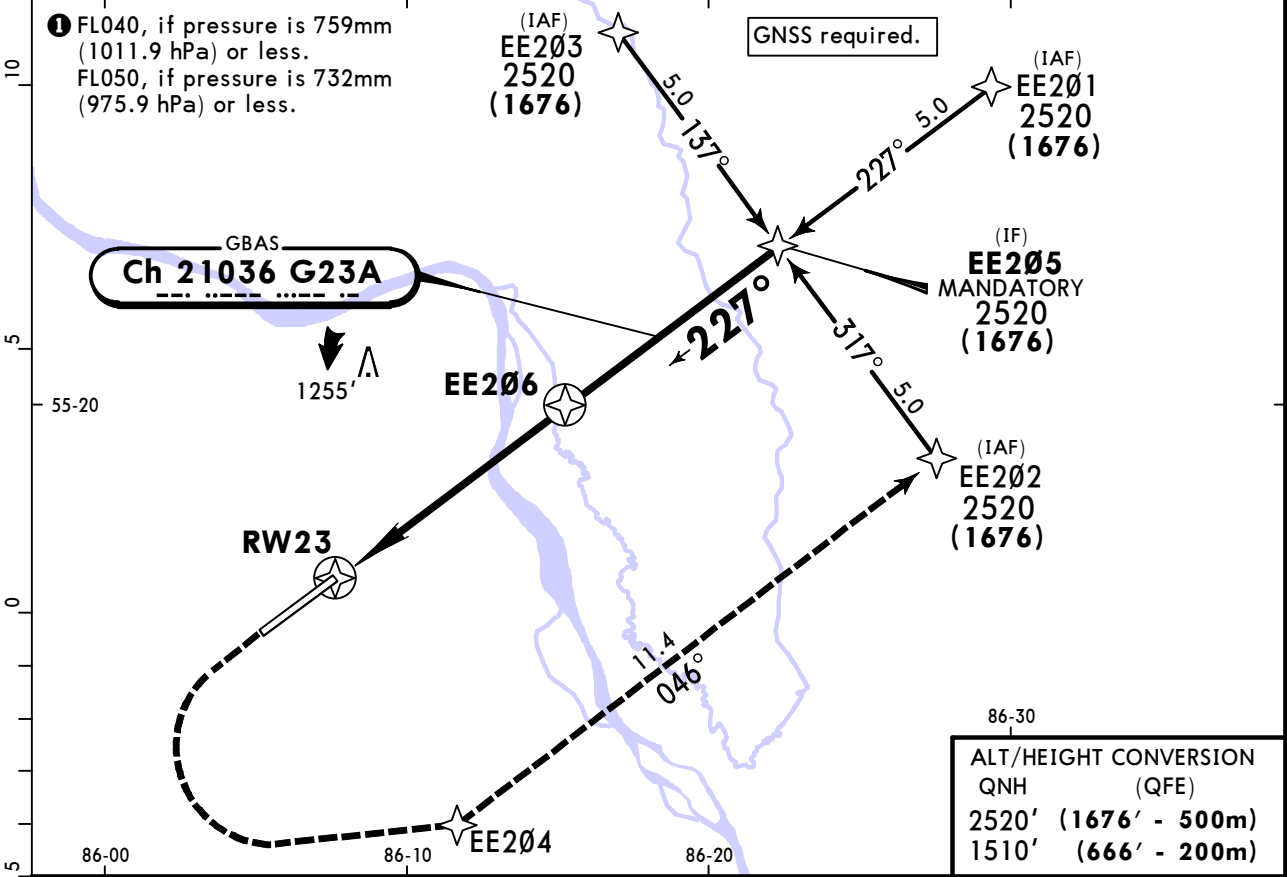 ❶ FL040, if pressure is 759mm
(1011.9 hPa) or less.
FL050, if pressure is 732mm
(975.9 hPa) or less.
(IAF)
EE2Ø3
2520
(1676)
GNSS required.
(IAF)
EE2Ø1
2520
(1676)
10
5.0
137°
5.0
227°
GBAS
Ch 21036 G23A
(IF)
EE2Ø5
MANDATORY
2520
(1676)
227°
317°
5.0
5
1255'
55-20
EE2Ø6
(IAF)
EE2Ø2
2520
(1676)
RW23
0
11.4
046°
EE2Ø4
86-30
5
86-00
86-10
86-20
ALT/HEIGHT CONVERSION
QNH (QFE)
2520' (1676' - 500m)
1510' (666' - 200m)